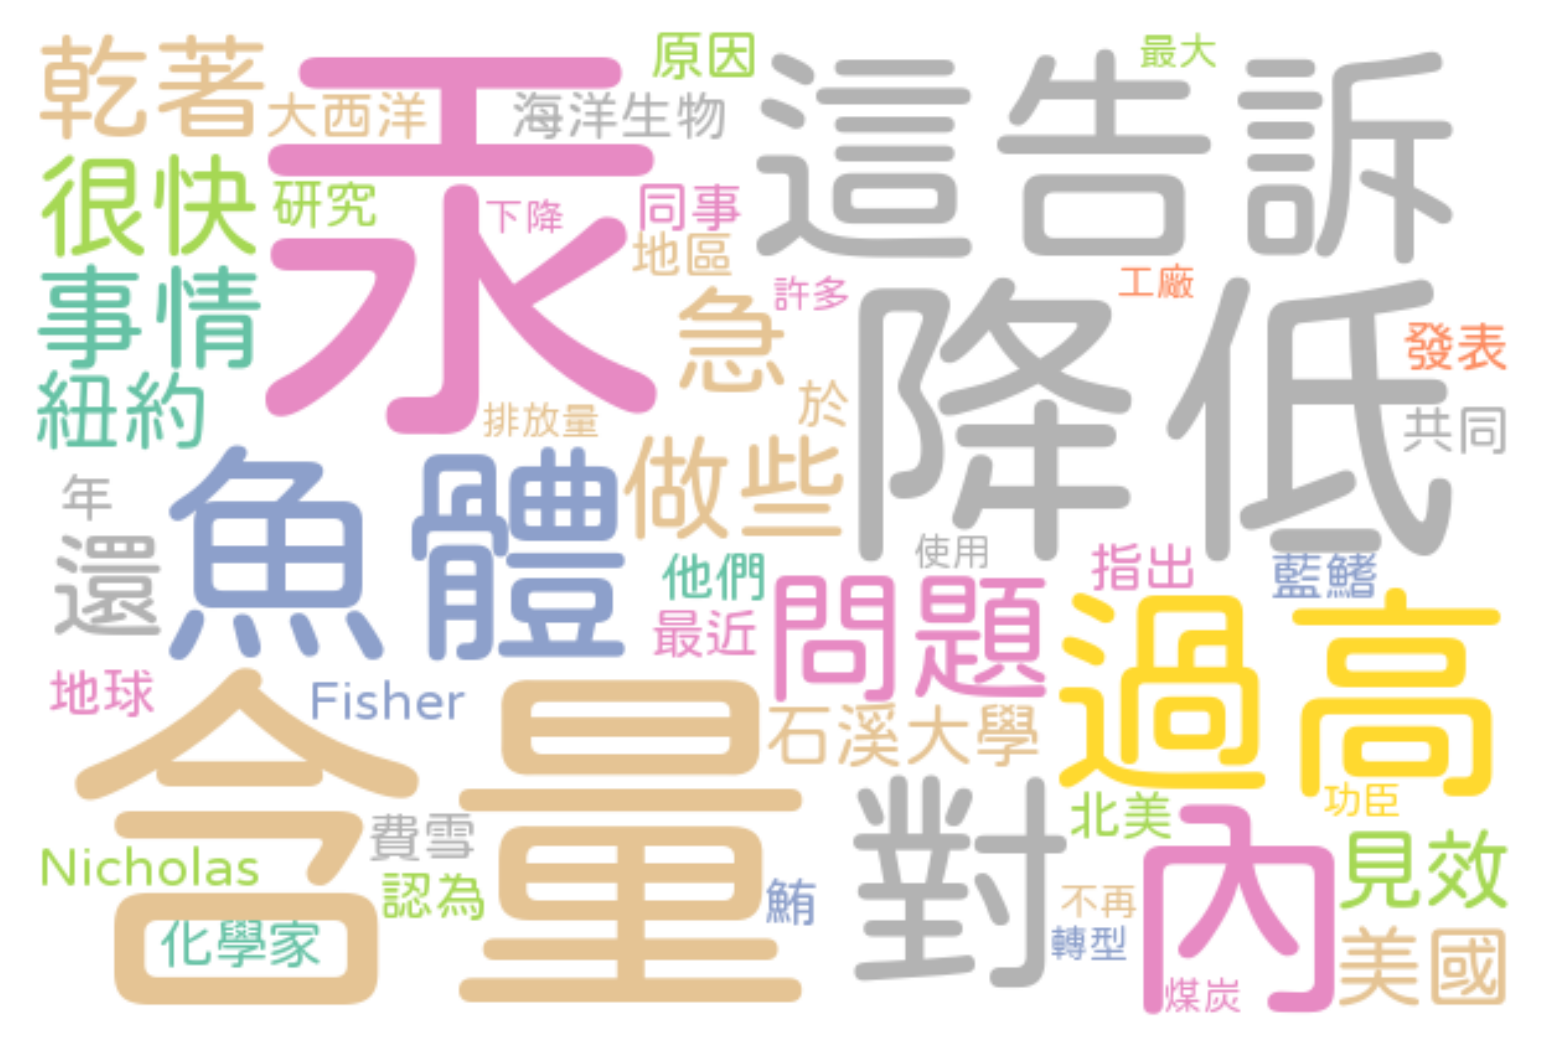 乾著
大西洋
汞
海洋生物
原因
這告訴
最大
很快
研究
下降
同事
地區
許多
工廠
事情
急
降低
發表
紐約
排放量
於
共同
年
魚體
做些
還
他們
使用
指出
藍鰭
最近
問題
過高
地球
Fisher
含量
石溪大學
費雪
對
北美
功臣
Nicholas
認為
鮪
不再
內
見效
化學家
轉型
美國
煤炭